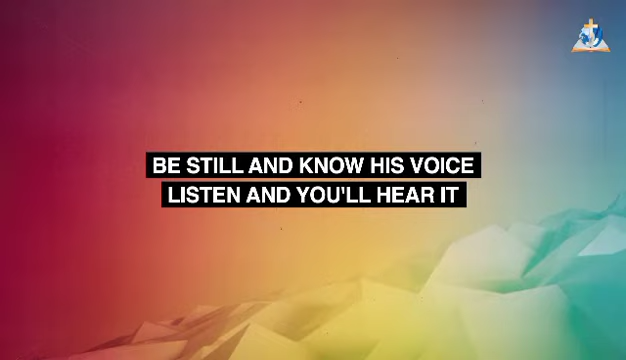 BE STILL AND KNOW HIS VOICE
LISTEN AND YOU'LL HEAR IT